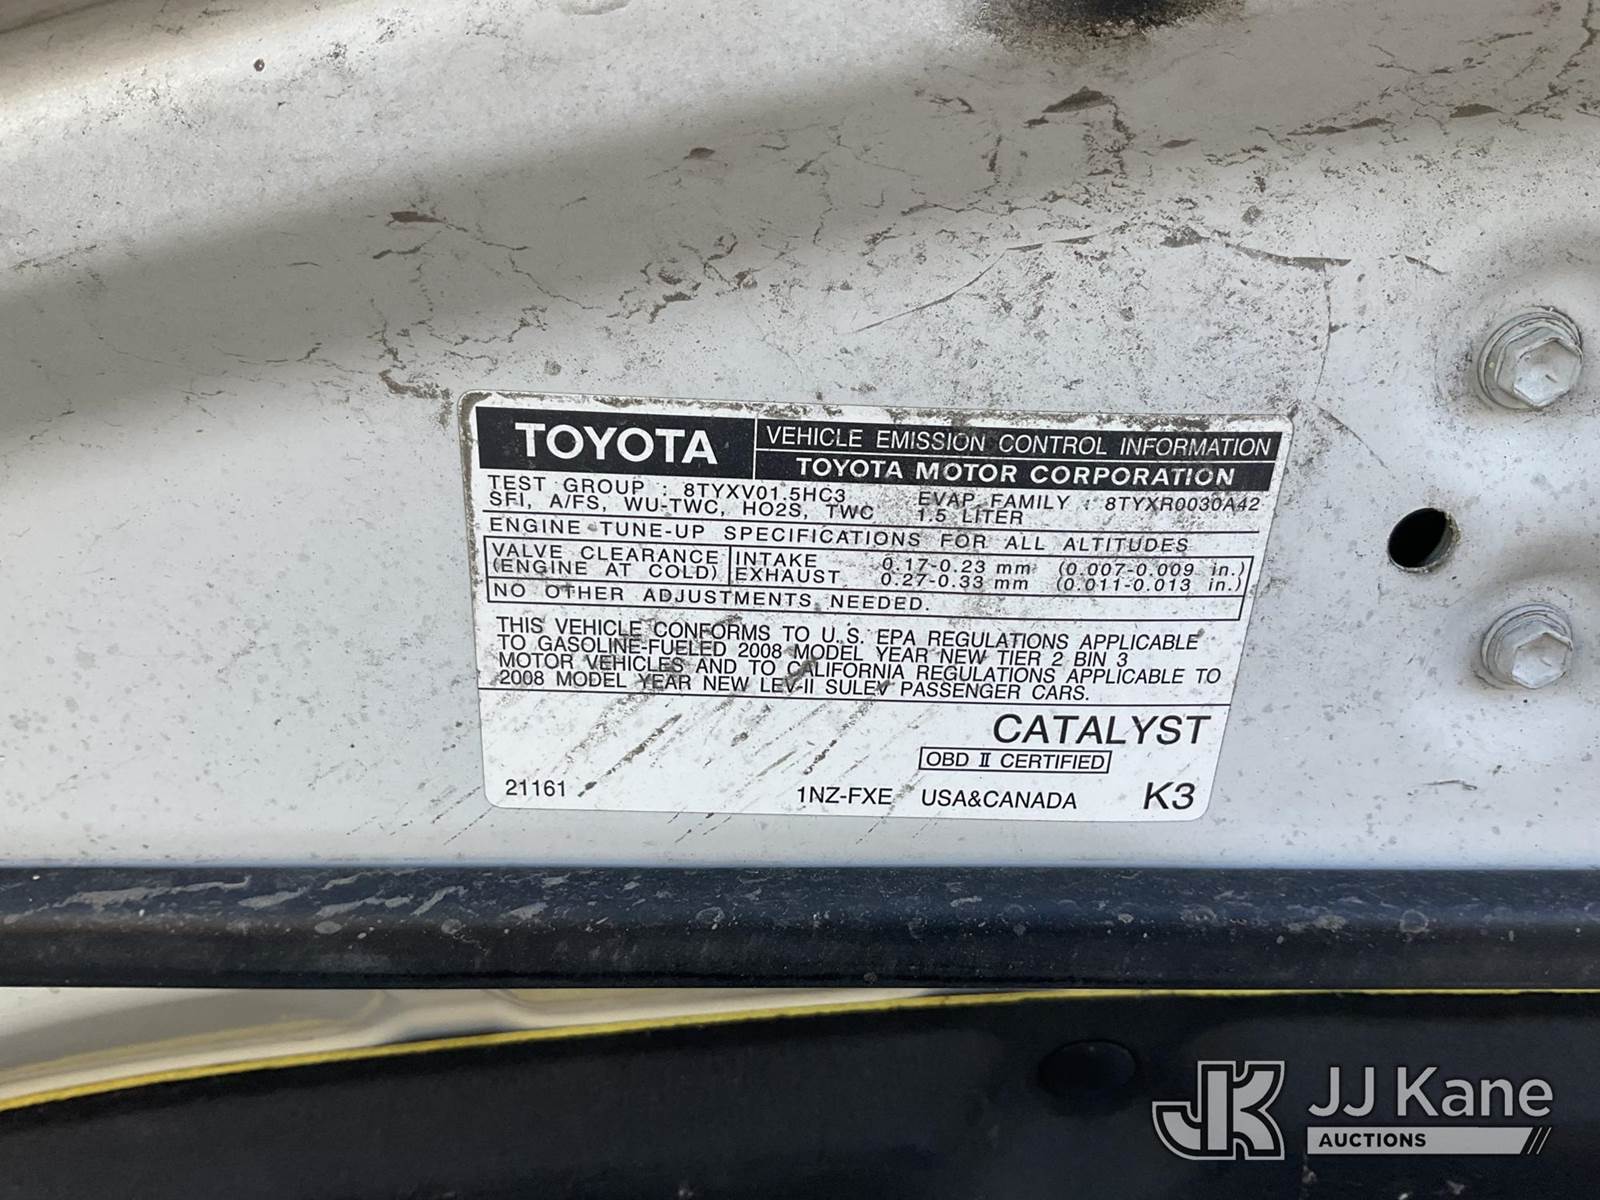 TOYOTA VEHICLE EMISSION CONTROL INFORMATION
TOYOTA MOTOR CORPORATION
TEST GROUP : 8TYXV01.5HC3 EVAP FAMILY : 8TYXR0030A42
SFI, A/FS, WU-TWC, HO2S, TWC 1.5 LITER
ENGINE TUNE-UP SPECIFICATIONS FOR ALL ALTITUDES
VALVE CLEARANCE INTAKE 0.17-0.23 mm (0.007-0.009 in.)
(ENGINE AT COLD) EXHAUST 0.27-0.33 mm (0.011-0.013 in.)
NO OTHER ADJUSTMENTS NEEDED.
THIS VEHICLE CONFORMS TO U.S. EPA REGULATIONS APPLICABLE
TO GASOLINE-FUELED 2008 MODEL YEAR NEW TIER 2 BIN 3
MOTOR VEHICLES AND TO CALIFORNIA REGULATIONS APPLICABLE TO
2008 MODEL YEAR NEW LEV-II SULEV PASSENGER CARS.
CATALYST
OBD II CERTIFIED
21161 1NZ-FXE USA&CANADA K3
JK JJ Kane
AUCTIONS